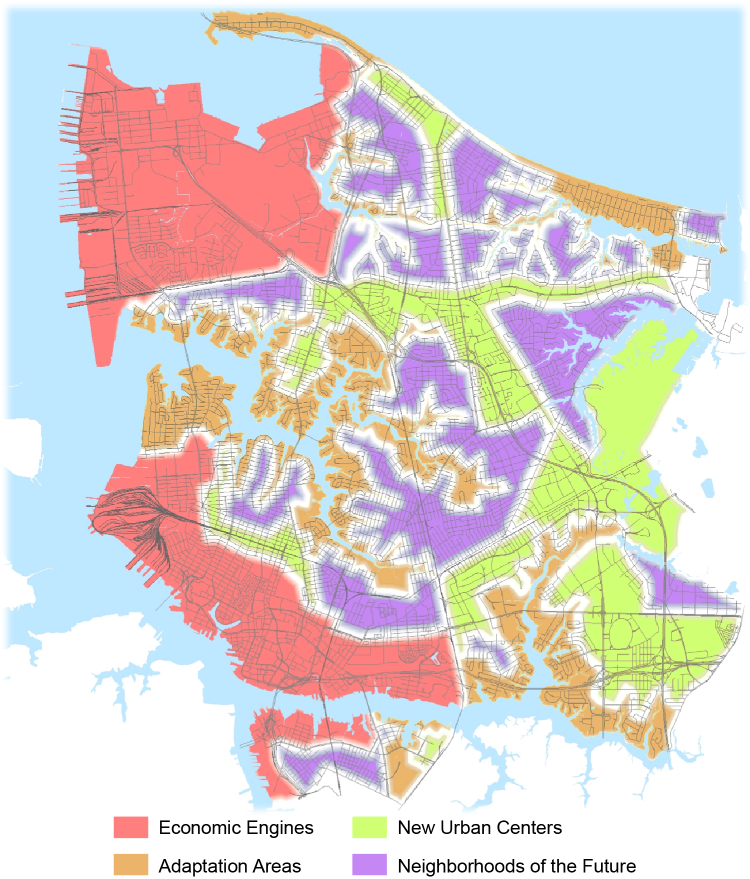 Economic Engines
New Urban Centers
Adaptation Areas
Neighborhoods of the Future